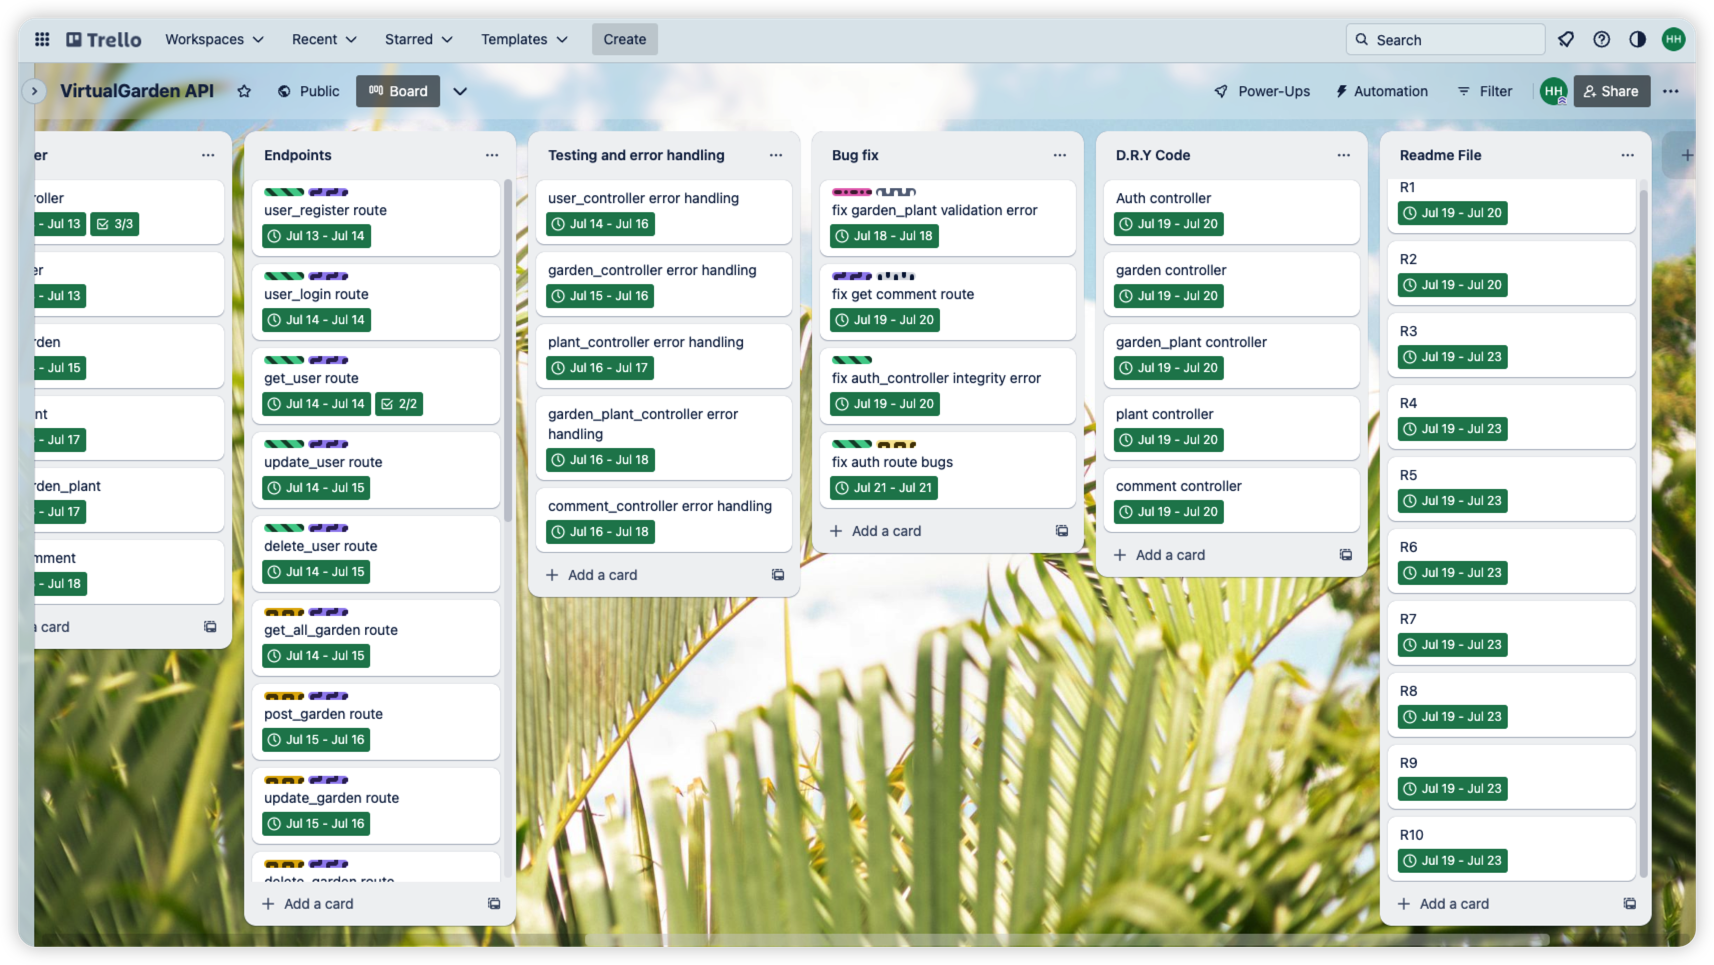 Trello
Workspaces
Recent
Starred
Templates
Create
Search
HH
VirtualGarden API
Public
Board
Power-Ups
Automation
Filter
HH
Share
er
roller
- Jul 13
3/3
er
- Jul 13
rden
- Jul 15
nt
- Jul 17
rden_plant
- Jul 17
mment
- Jul 18
a card
Endpoints
user_register route
Jul 13 - Jul 14
user_login route
Jul 14 - Jul 14
get_user route
Jul 14 - Jul 14
2/2
update_user route
Jul 14 - Jul 15
delete_user route
Jul 14 - Jul 15
get_all_garden route
Jul 14 - Jul 15
post_garden route
Jul 15 - Jul 16
update_garden route
Jul 15 - Jul 16
delete_garden route
Add a card
Testing and error handling
user_controller error handling
Jul 14 - Jul 16
garden_controller error handling
Jul 15 - Jul 16
plant_controller error handling
Jul 16 - Jul 17
garden_plant_controller error
handling
Jul 16 - Jul 18
comment_controller error handling
Jul 16 - Jul 18
Add a card
Bug fix
fix garden_plant validation error
Jul 18 - Jul 18
fix get comment route
Jul 19 - Jul 20
fix auth_controller integrity error
Jul 19 - Jul 20
fix auth route bugs
Jul 21 - Jul 21
Add a card
D.R.Y Code
Auth controller
Jul 19 - Jul 20
garden controller
Jul 19 - Jul 20
garden_plant controller
Jul 19 - Jul 20
plant controller
Jul 19 - Jul 20
comment controller
Jul 19 - Jul 20
Add a card
Readme File
R1
Jul 19 - Jul 20
R2
Jul 19 - Jul 20
R3
Jul 19 - Jul 23
R4
Jul 19 - Jul 23
R5
Jul 19 - Jul 23
R6
Jul 19 - Jul 23
R7
Jul 19 - Jul 23
R8
Jul 19 - Jul 23
R9
Jul 19 - Jul 23
R10
Jul 19 - Jul 23
Add a card